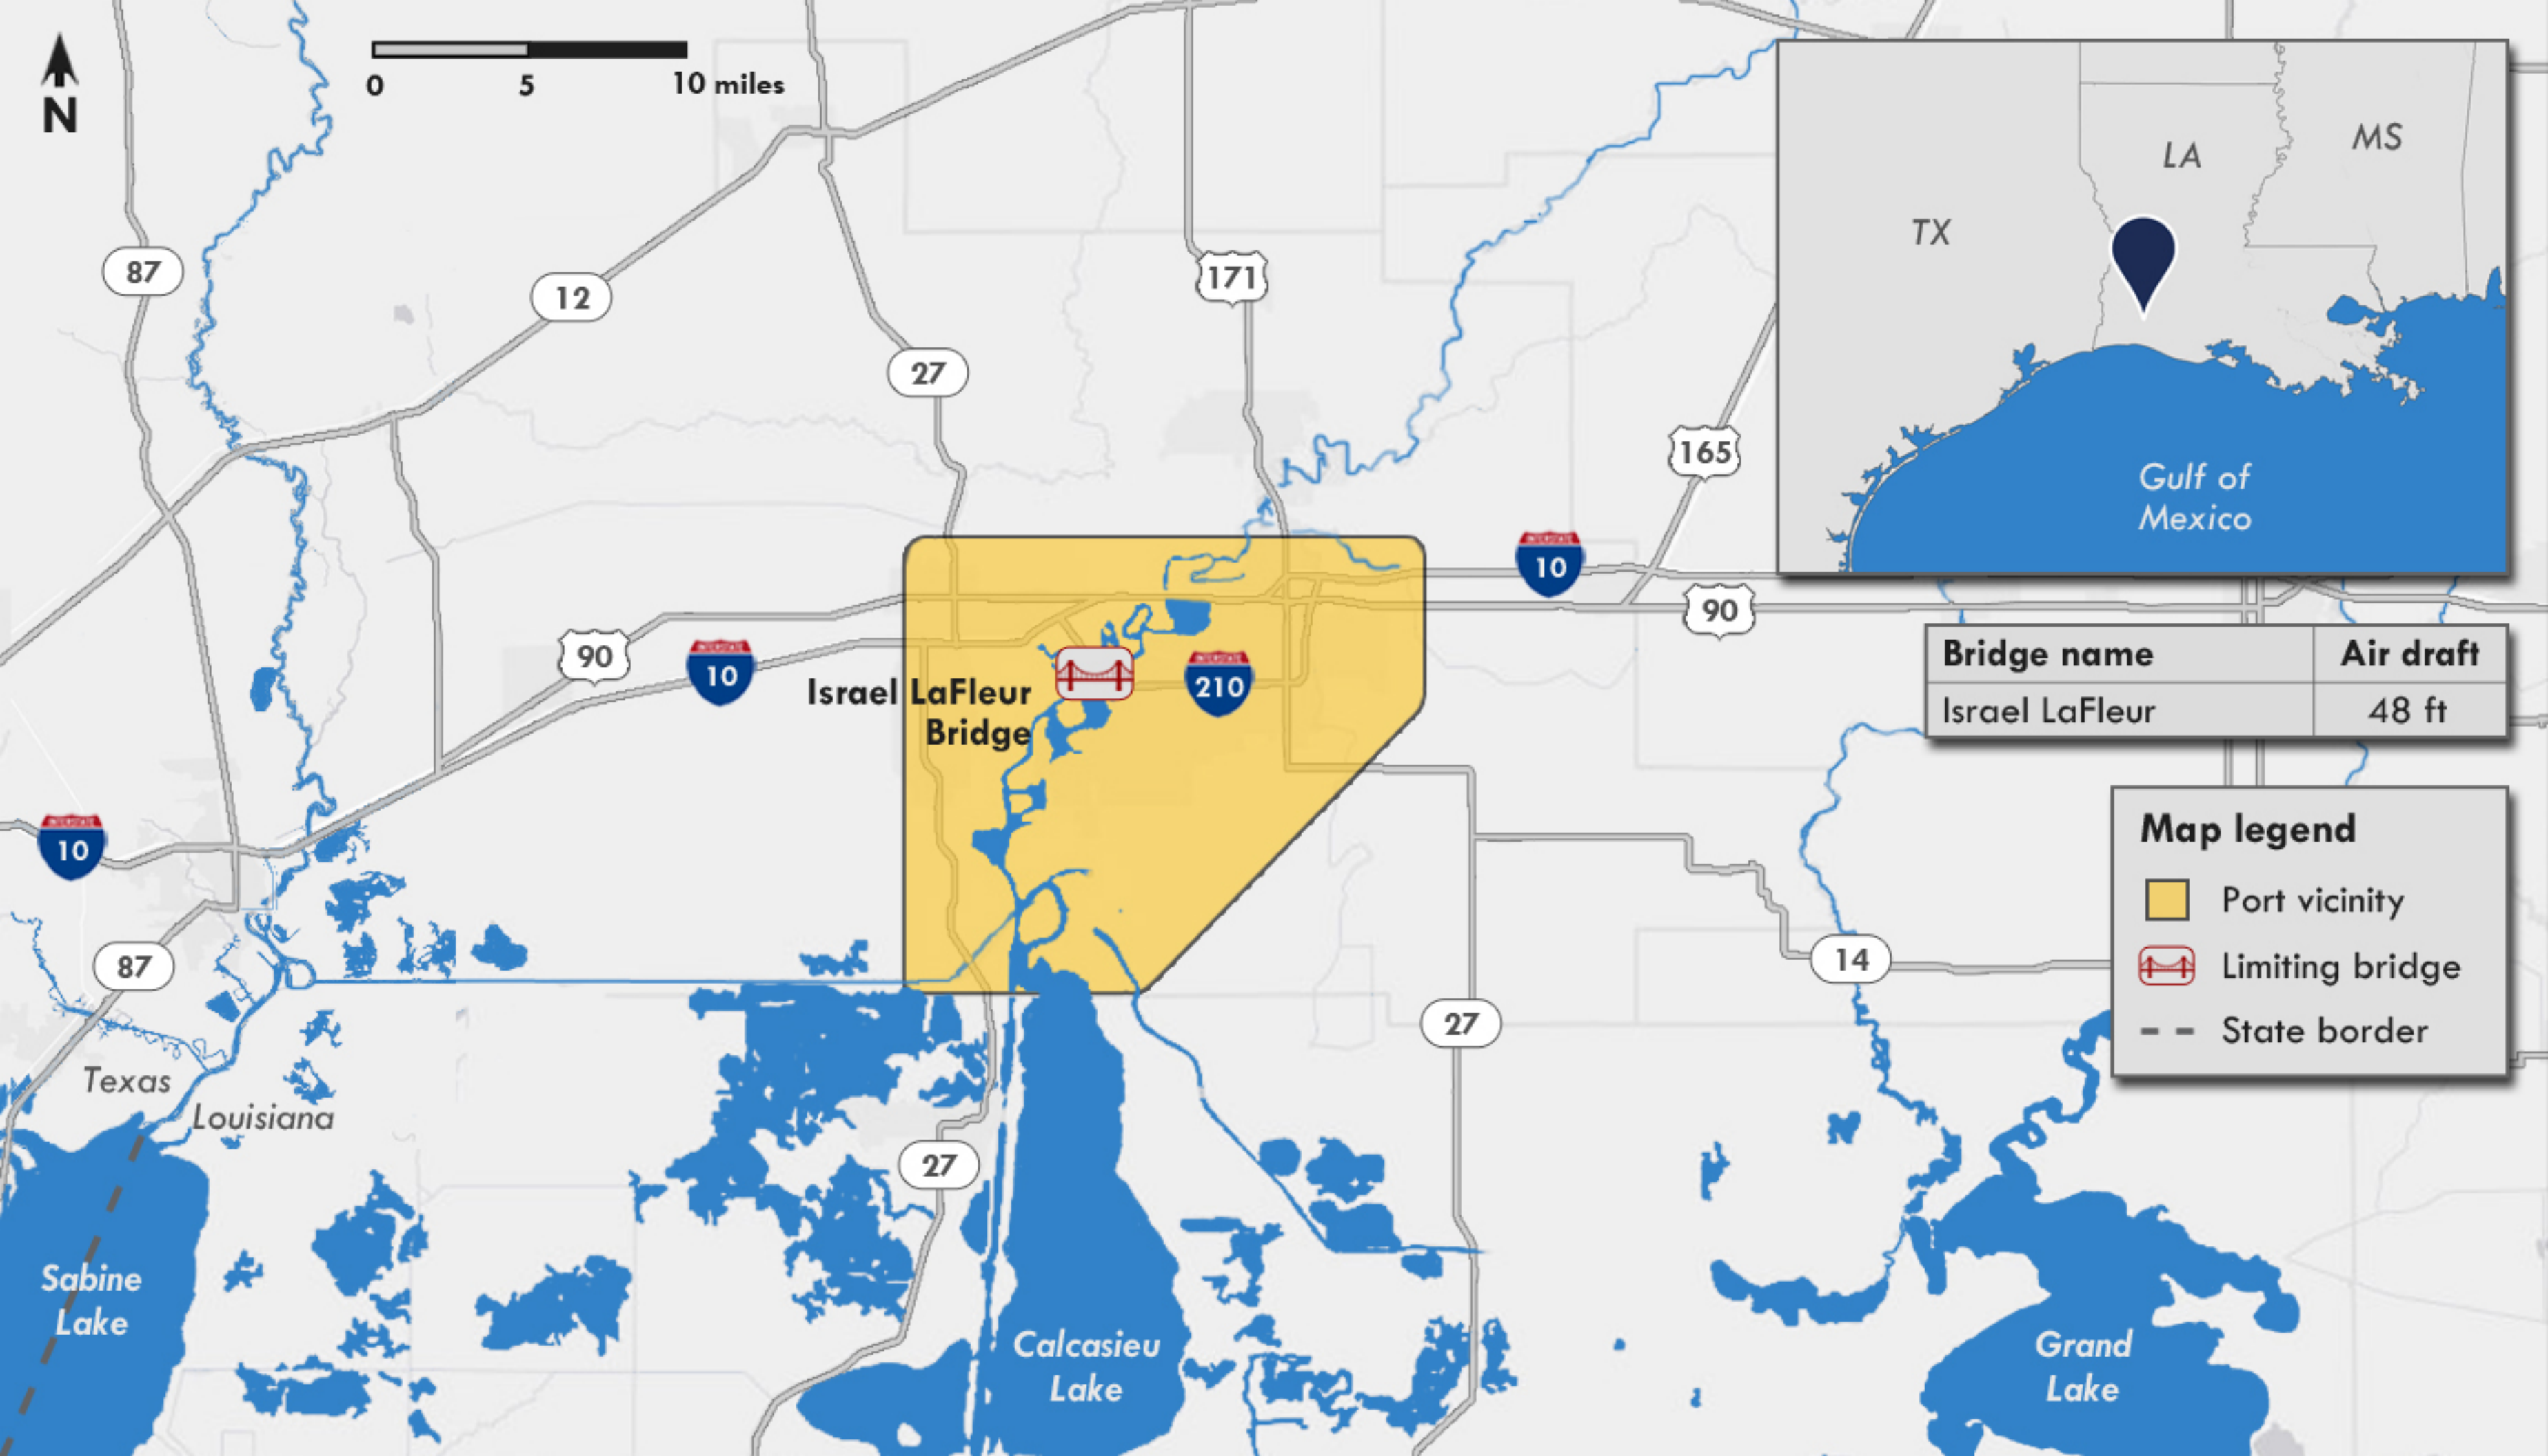 N
0 5 10 miles
87
12
27
171
165
TX
LA
MS
Gulf of
Mexico
10
90
Bridge name Air draft
Israel LaFleur 48 ft
90
10
Israel LaFleur
Bridge
210
10
Map legend
Port vicinity
Limiting bridge
State border
87
14
27
Texas
Louisiana
27
Sabine
Lake
Calcasieu
Lake
Grand
Lake